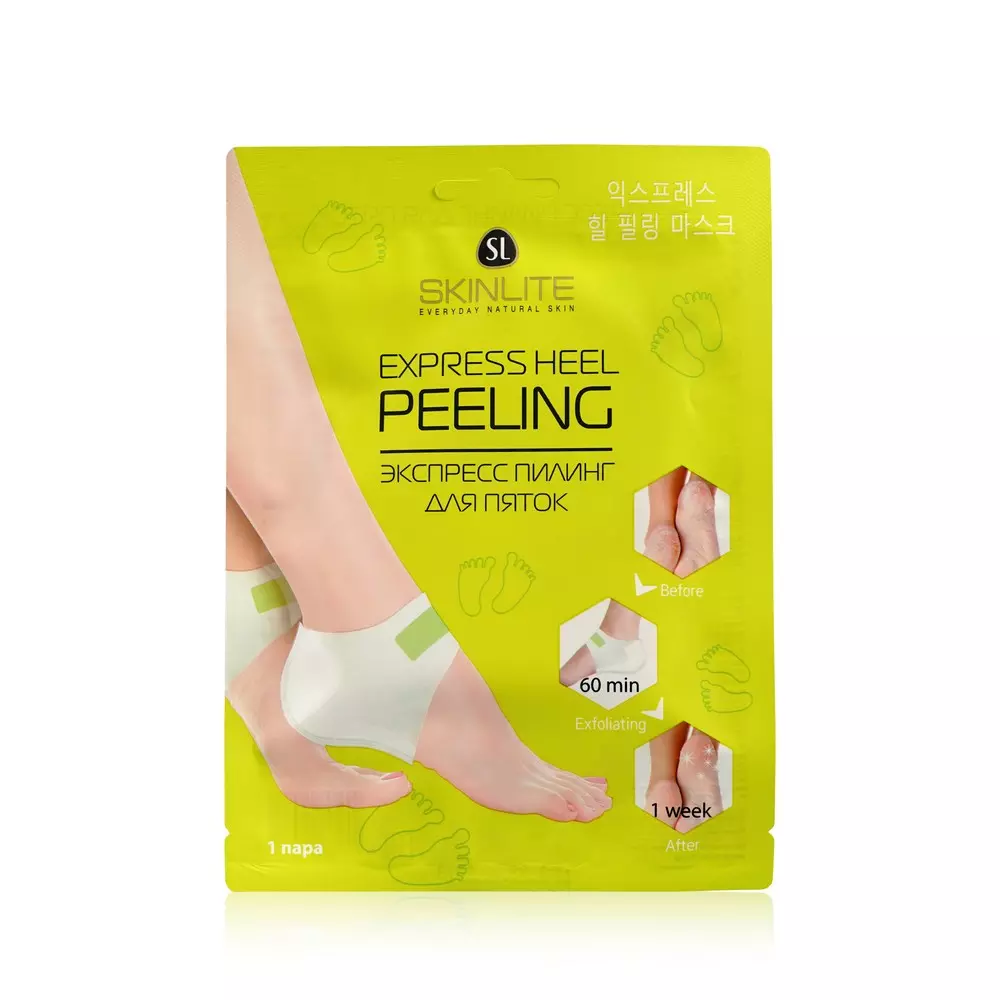 익스프레스
힐 필링 마스크
SL
SKINLITE
EVERYDAY NATURAL SKIN
EXPRESS HEEL
PEELING
ЭКСПРЕСС ПИЛИНГ
ДЛЯ ПЯТОК
Before
60 min
Exfoliating
1 week
After
1 пара